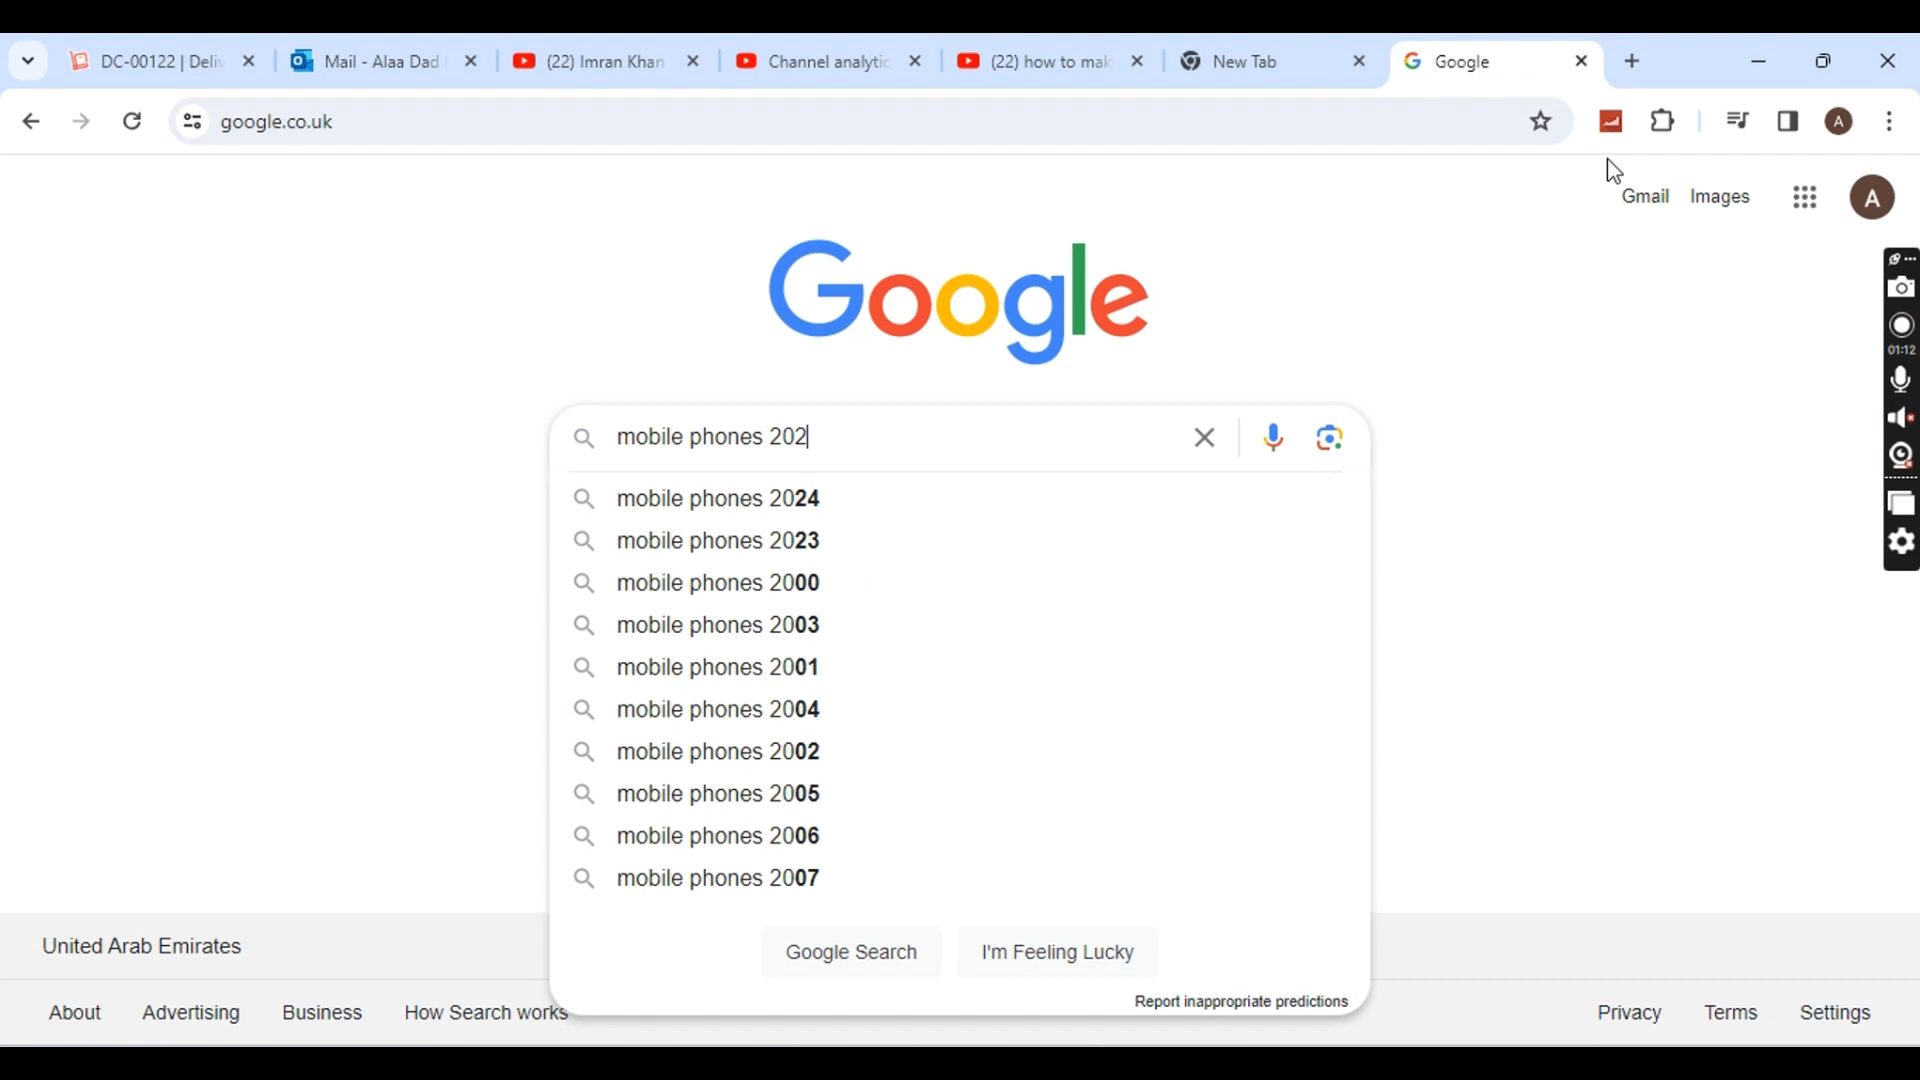 DC-00122 | Deliv
Mail - Alaa Dad
(22) Imran Khan
Channel analytic
(22) how to mak
New Tab
Google
google.co.uk
A
Gmail
Images
A
Google
01:12
mobile phones 202
mobile phones 2024
mobile phones 2023
mobile phones 2000
mobile phones 2003
mobile phones 2001
mobile phones 2004
mobile phones 2002
mobile phones 2005
mobile phones 2006
mobile phones 2007
Google Search
I'm Feeling Lucky
Report inappropriate predictions
United Arab Emirates
About
Advertising
Business
How Search works
Privacy
Terms
Settings